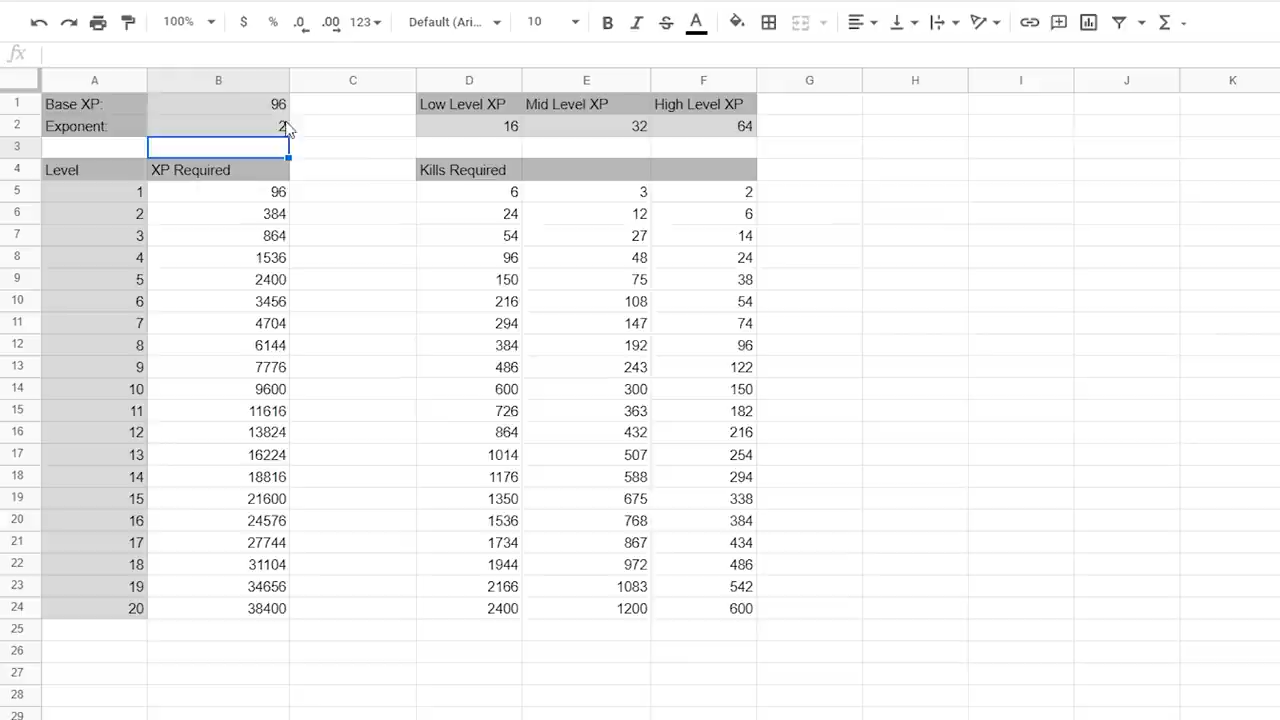 100% $ % .0 .00 123 Default (Ari... 10 B I S A Σ
fx
A B C D E F G H I J K
1 Base XP: 96 Low Level XP Mid Level XP High Level XP
2 Exponent: 2 16 32 64
3
4 Level XP Required Kills Required
5 1 96 6 3 2
6 2 384 24 12 6
7 3 864 54 27 14
8 4 1536 96 48 24
9 5 2400 150 75 38
10 6 3456 216 108 54
11 7 4704 294 147 74
12 8 6144 384 192 96
13 9 7776 486 243 122
14 10 9600 600 300 150
15 11 11616 726 363 182
16 12 13824 864 432 216
17 13 16224 1014 507 254
18 14 18816 1176 588 294
19 15 21600 1350 675 338
20 16 24576 1536 768 384
21 17 27744 1734 867 434
22 18 31104 1944 972 486
23 19 34656 2166 1083 542
24 20 38400 2400 1200 600
25
26
27
28
29